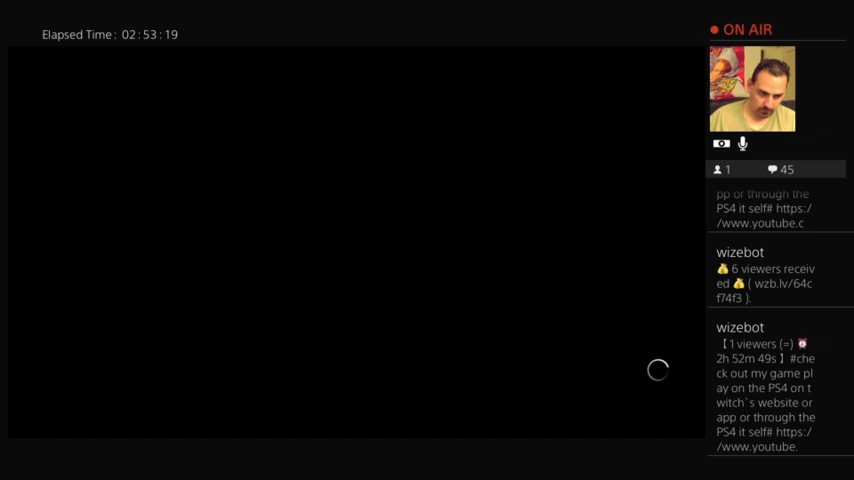 Elapsed Time: 02:53:19
ON AIR
1
45
pp or through the
PS4 it self# https:/
/www.youtube.c
wizebot
💰 6 viewers receiv
ed 💰 ( wzb.lv/64c
f74f3 ).
wizebot
【 1 viewers (=) ⏰
2h 52m 49s 】#che
ck out my game pl
ay on the PS4 on t
witch`s website or
app or through the
PS4 it self# https:/
/www.youtube.